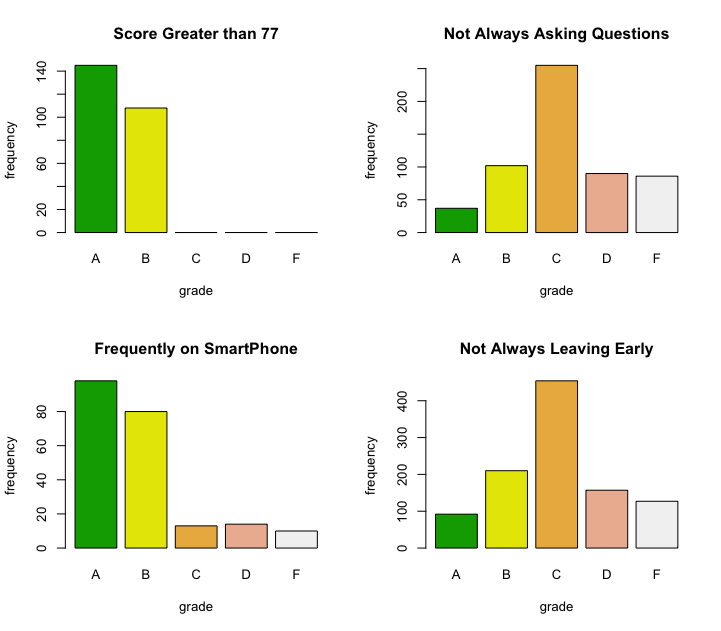 Score Greater than 77
frequency
140
100
60
20
0
A B C D F
grade
Not Always Asking Questions
frequency
200
100
50
0
A B C D F
grade
Frequently on SmartPhone
frequency
80
60
40
20
0
A B C D F
grade
Not Always Leaving Early
frequency
400
300
200
100
0
A B C D F
grade